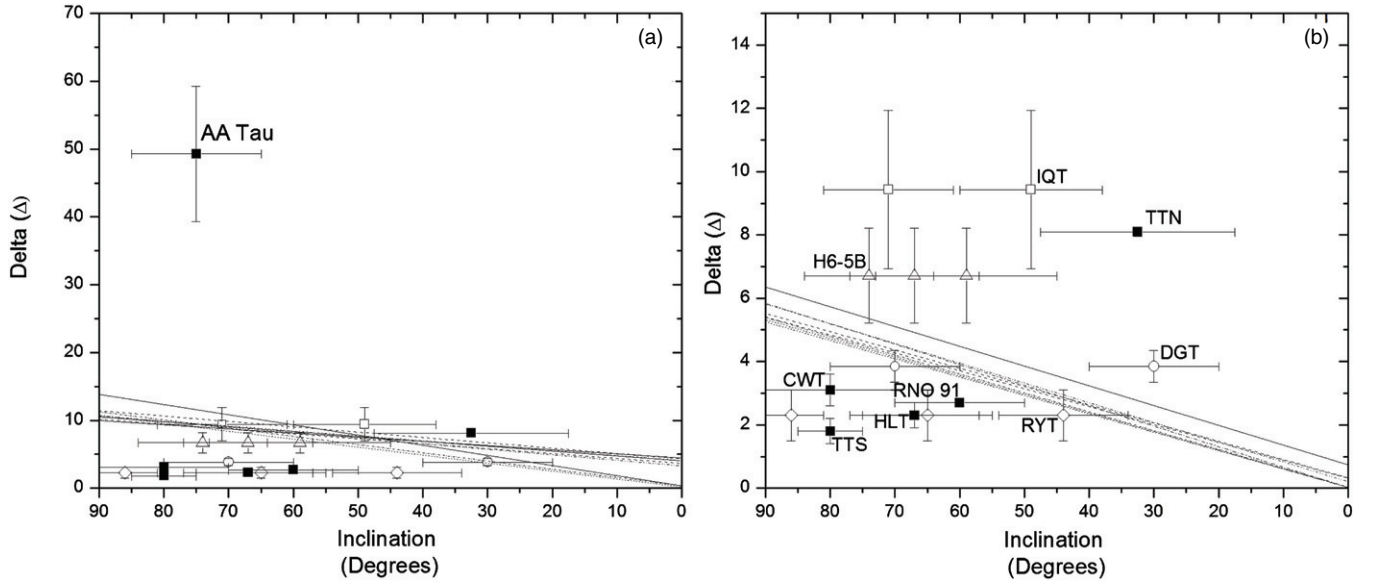 (a)
70
60
50
40
30
20
10
0
Delta (Δ)
AA Tau
90 80 70 60 50 40 30 20 10 0
Inclination
(Degrees)
(b)
14
12
10
8
6
4
2
0
Delta (Δ)
IQT
TTN
H6-5B
DGT
CWT
RNO 91
HLT
RYT
TTS
90 80 70 60 50 40 30 20 10 0
Inclination
(Degrees)